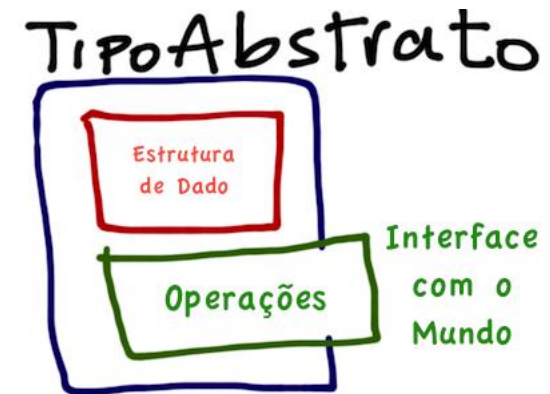 TipoAbstrato
Estrutura
de Dado
Operações
Interface
com o
Mundo